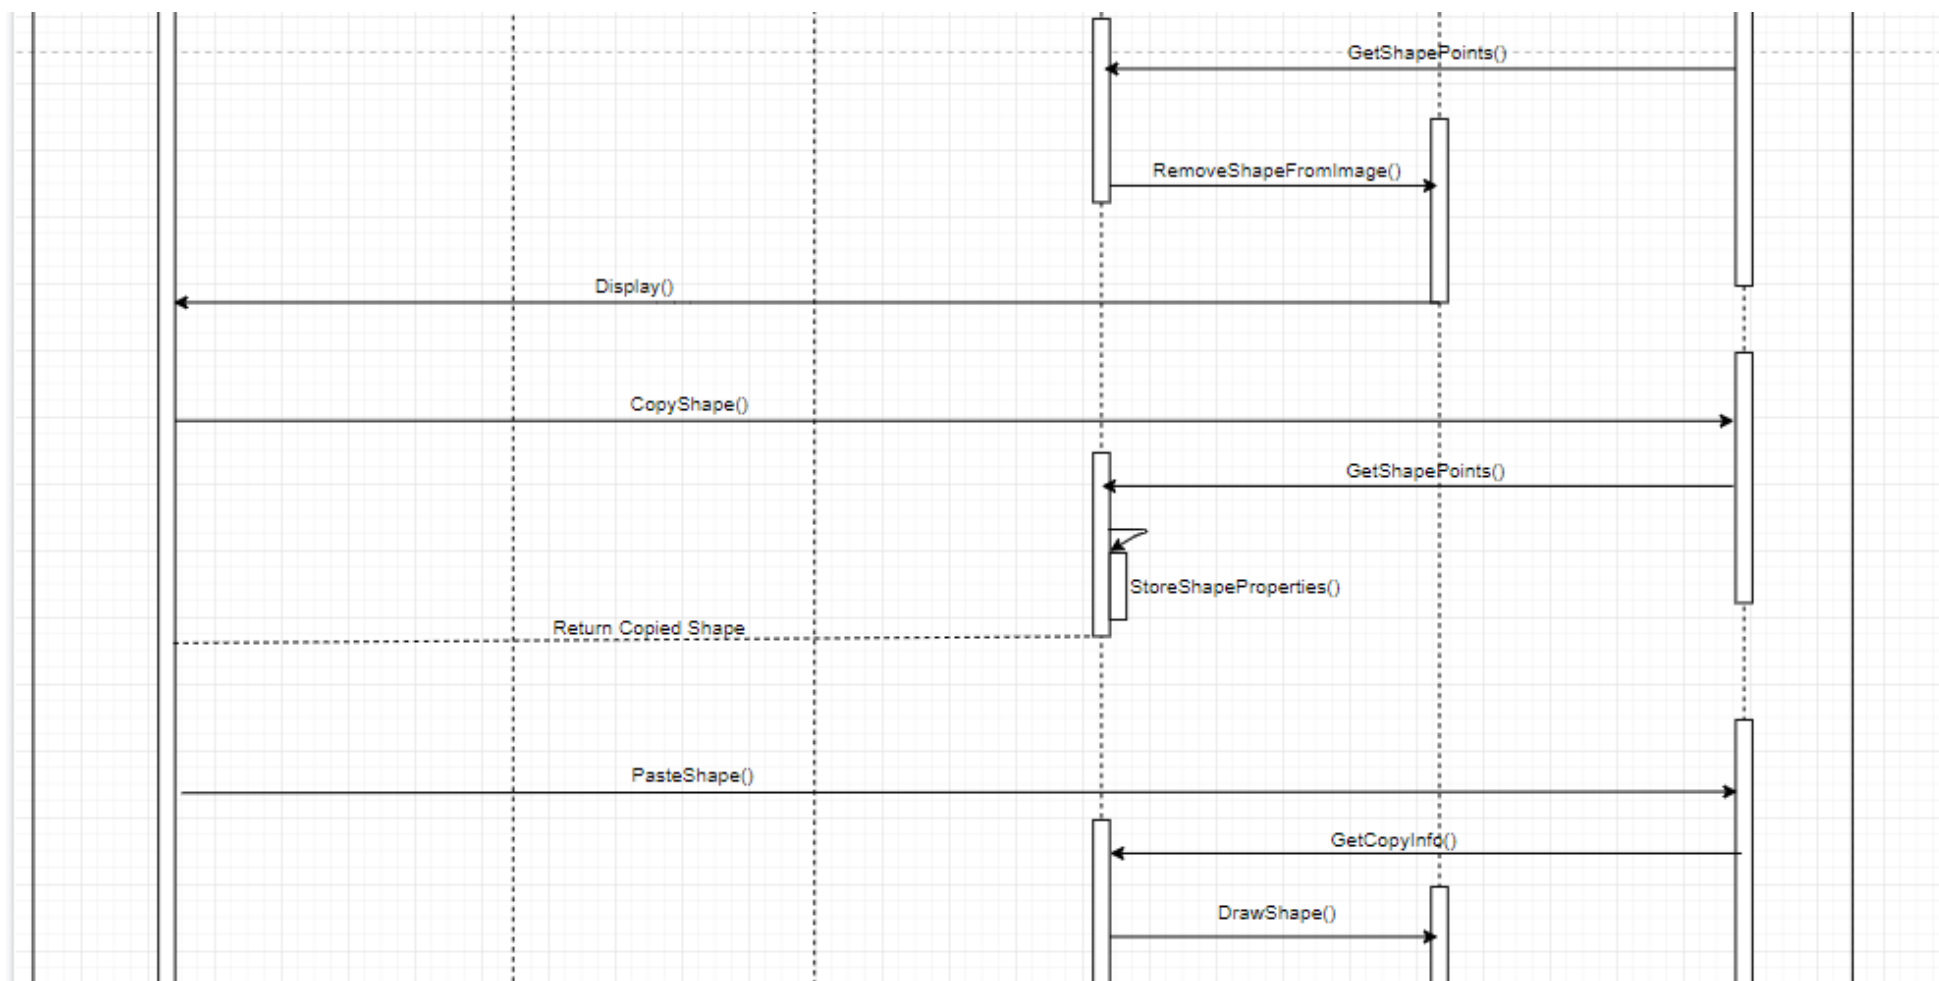 GetShapePoints()
RemoveShapeFromImage()
Display()
CopyShape()
GetShapePoints()
StoreShapeProperties()
Return Copied Shape
PasteShape()
GetCopyInfo()
DrawShape()